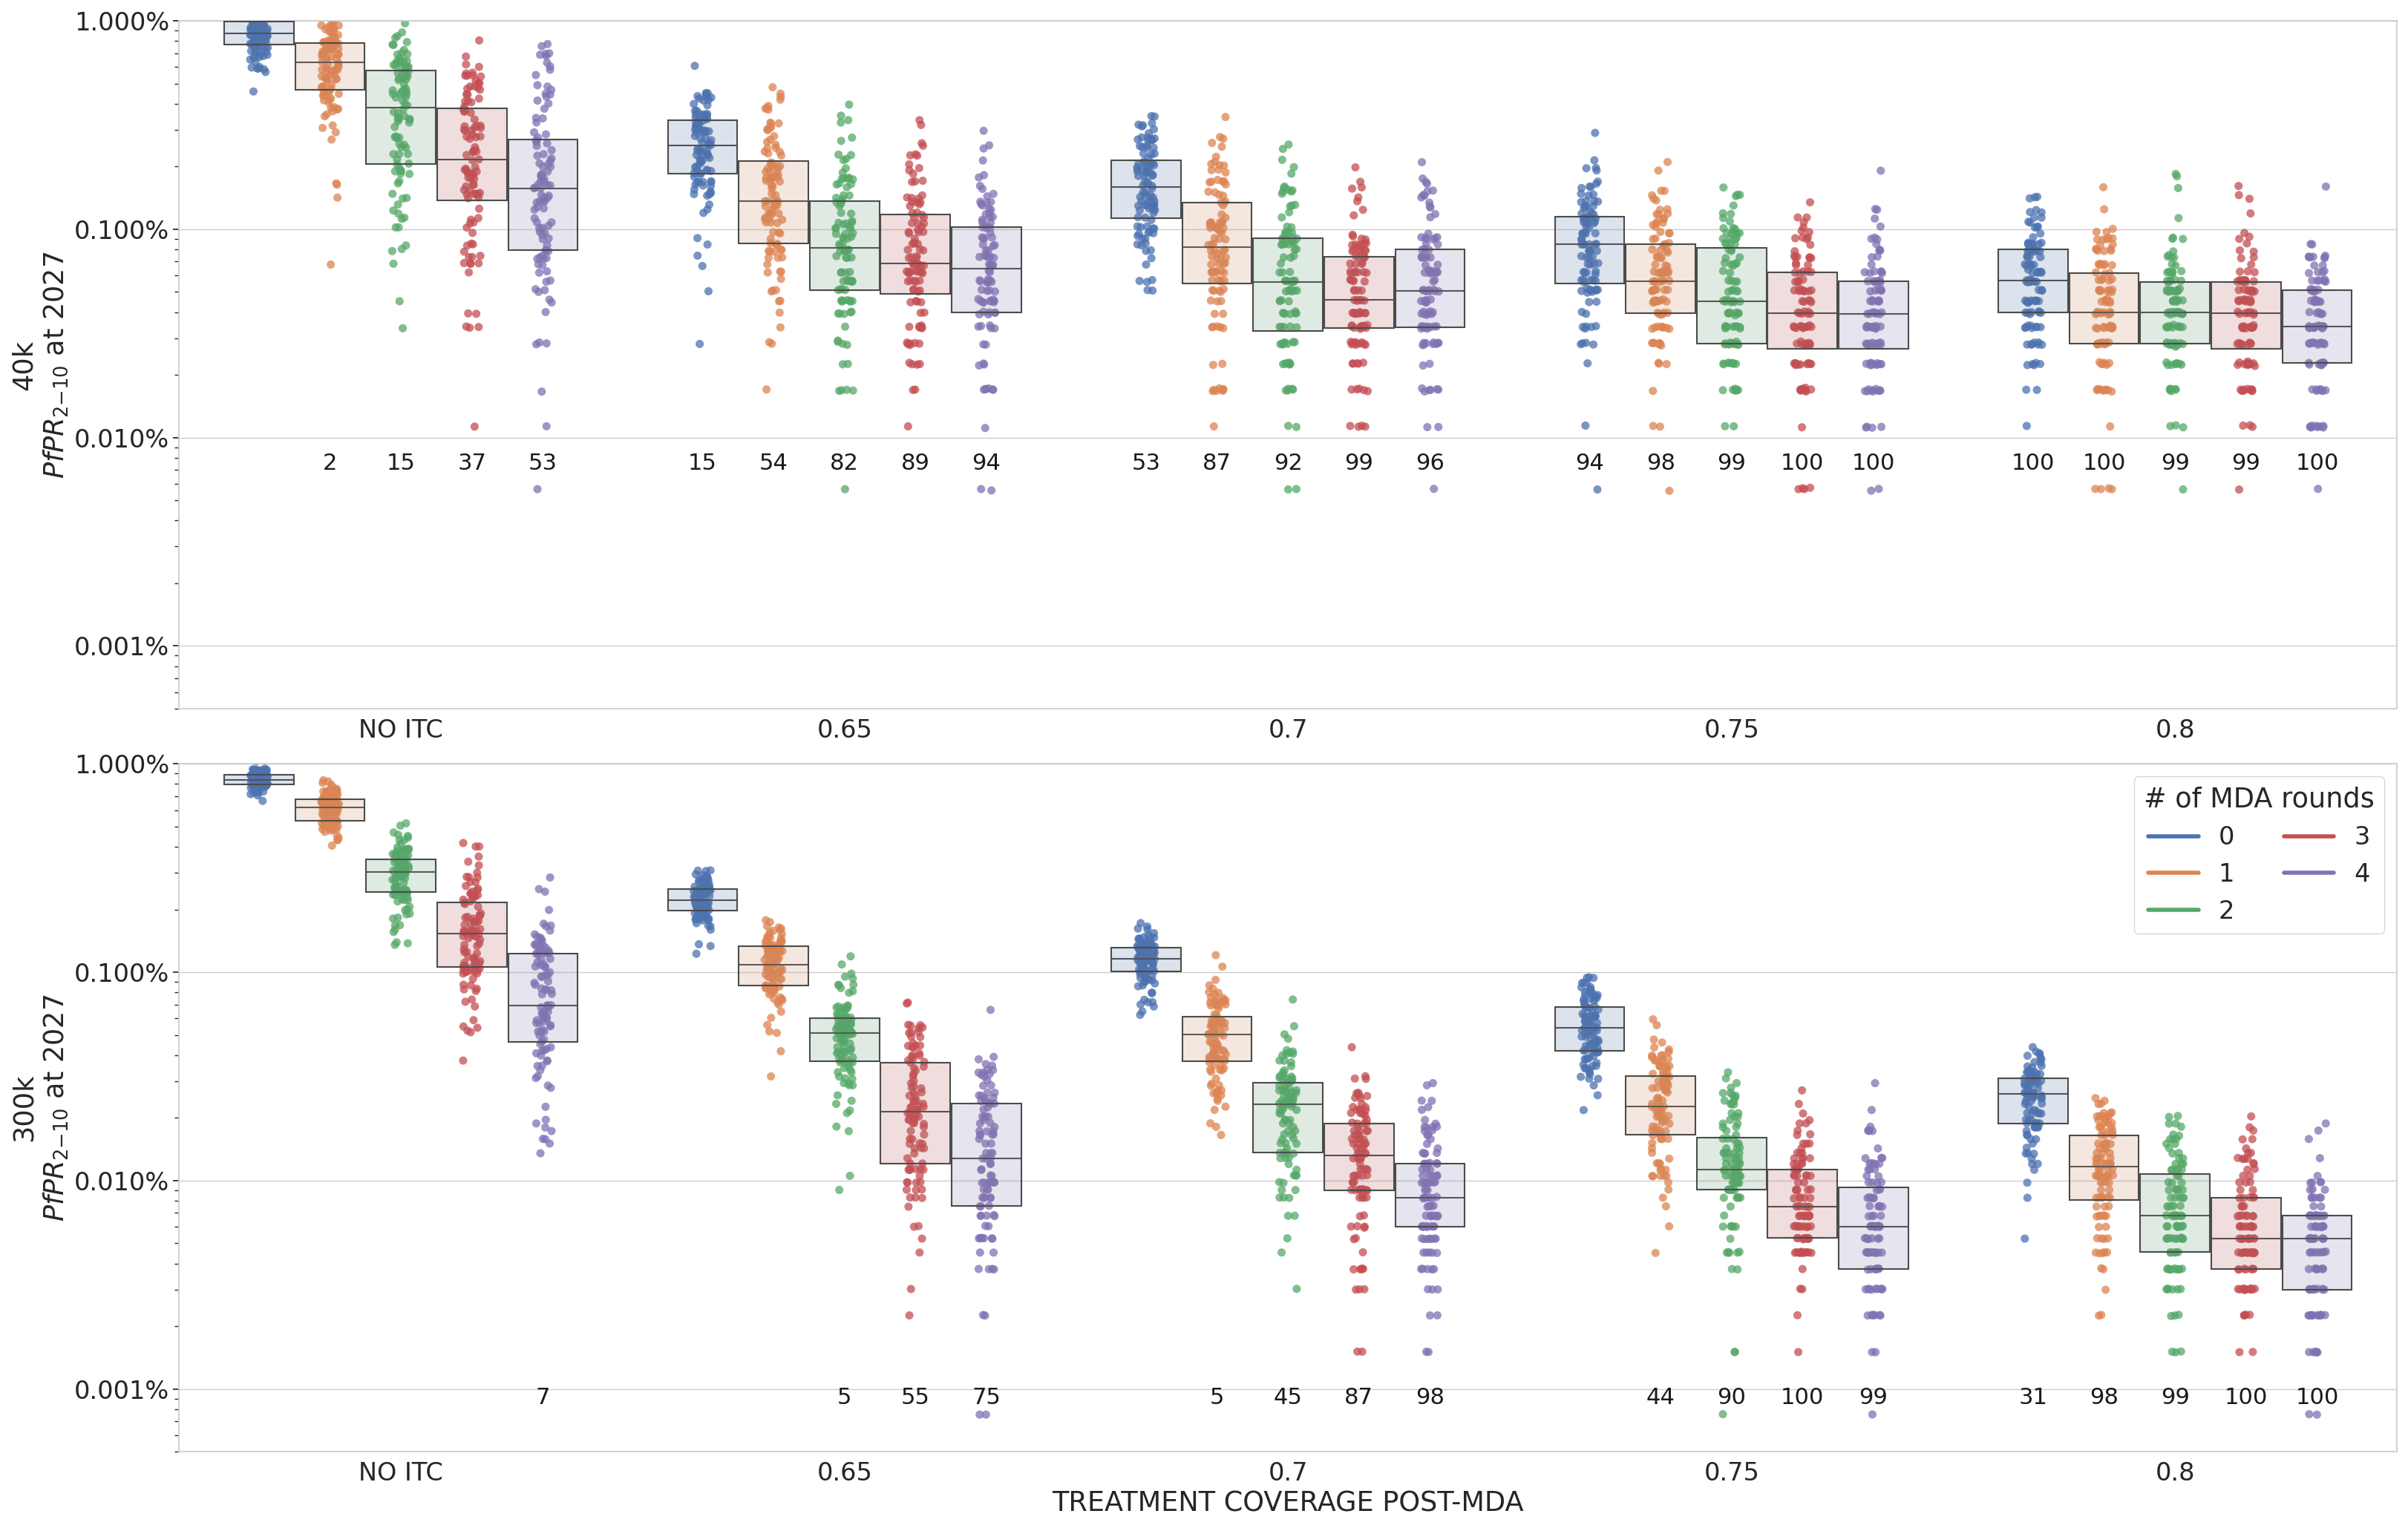 40k
PfPR2−10 at 2027
1.000%
0.100%
0.010%
0.001%
2 15 37 53 15 54 82 89 94 53 87 92 99 96 94 98 99 100 100 100 100 99 99 100
NO ITC 0.65 0.7 0.75 0.8
300k
PfPR2−10 at 2027
1.000%
0.100%
0.010%
0.001%
# of MDA rounds
0 3
1 4
2
7 5 55 75 5 45 87 98 44 90 100 99 31 98 99 100 100
NO ITC 0.65 0.7 0.75 0.8
TREATMENT COVERAGE POST-MDA